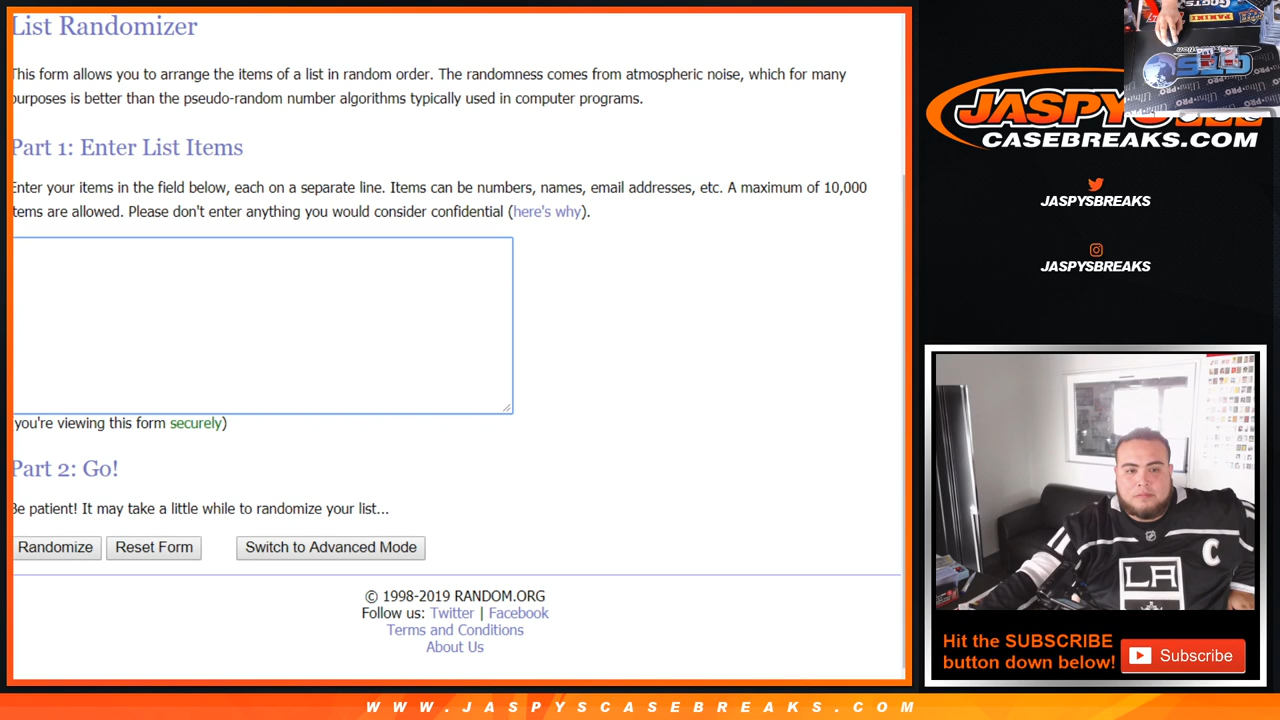 List Randomizer
This form allows you to arrange the items of a list in random order. The randomness comes from atmospheric noise, which for many
purposes is better than the pseudo-random number algorithms typically used in computer programs.
Part 1: Enter List Items
Enter your items in the field below, each on a separate line. Items can be numbers, names, email addresses, etc. A maximum of 10,000
items are allowed. Please don't enter anything you would consider confidential (here's why).
you're viewing this form securely)
Part 2: Go!
Be patient! It may take a little while to randomize your list...
Randomize
Reset Form
Switch to Advanced Mode
© 1998-2019 RANDOM.ORG
Follow us: Twitter | Facebook
Terms and Conditions
About Us
CASEBREAKS.COM
JASPYSBREAKS
JASPYSBREAKS
C
LA
Hit the SUBSCRIBE
button down below!
Subscribe
WWW.JASPYSCASEBREAKS.COM